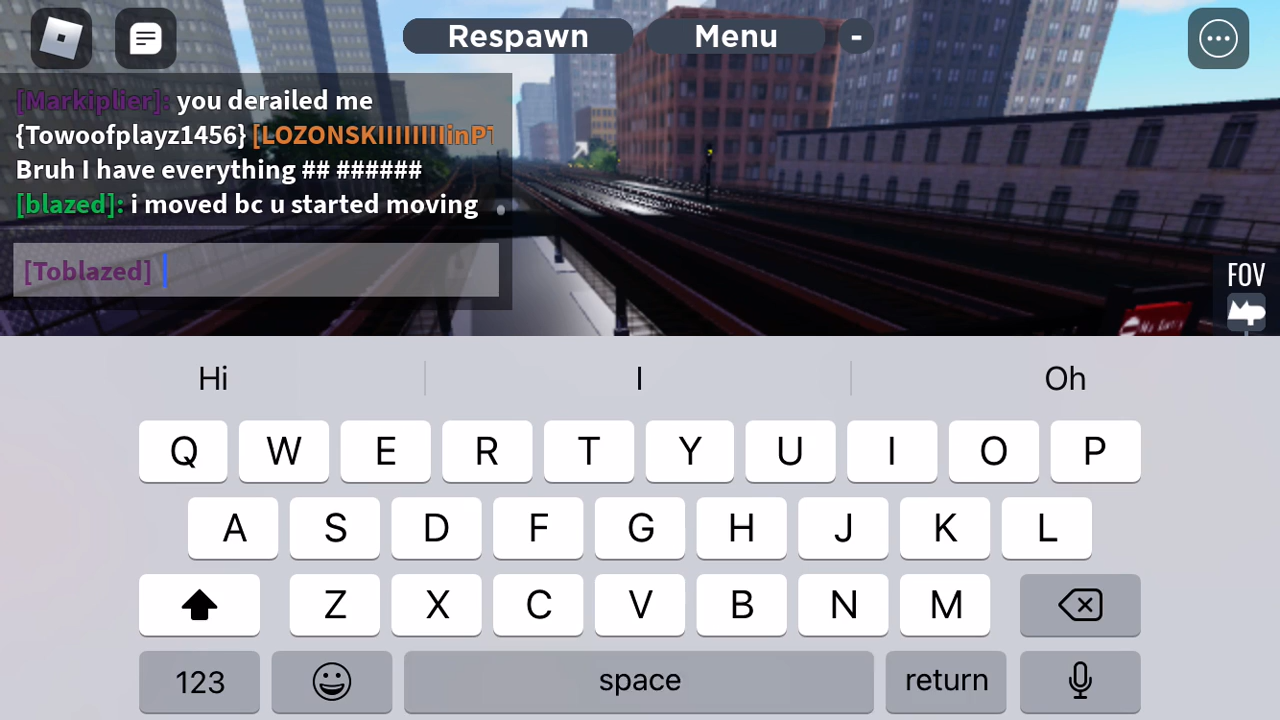 Respawn
Menu
-
[Markiplier]: you derailed me
{Towoofplayz1456} [LOZONSKIIIIIIIIinPT
Bruh I have everything ## ######
[blazed]: i moved bc u started moving
[Toblazed]
FOV
Hi
I
Oh
Q W E R T Y U I O P
A S D F G H J K L
Z X C V B N M
123
space
return